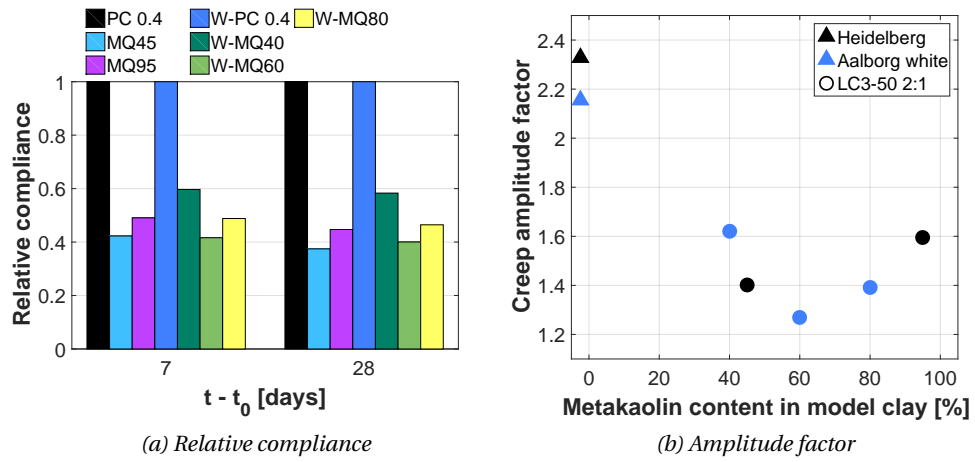 PC 0.4 W-PC 0.4 W-MQ80
MQ45 W-MQ40
MQ95 W-MQ60
1
0.8
0.6
0.4
0.2
0
Relative compliance
7 28
t - t0 [days]
(a) Relative compliance
Heidelberg
Aalborg white
LC3-50 2:1
2.4
2.2
2
1.8
1.6
1.4
1.2
Creep amplitude factor
0 20 40 60 80 100
Metakaolin content in model clay [%]
(b) Amplitude factor